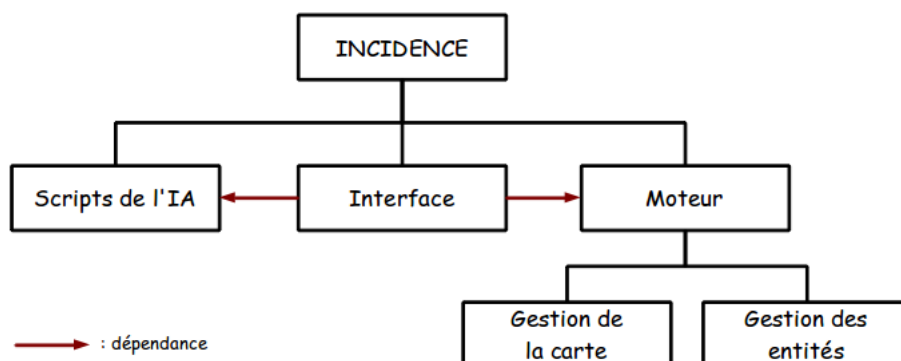 INCIDENCE
Scripts de l'IA
Interface
Moteur
Gestion de
la carte
Gestion des
entités
: dépendance